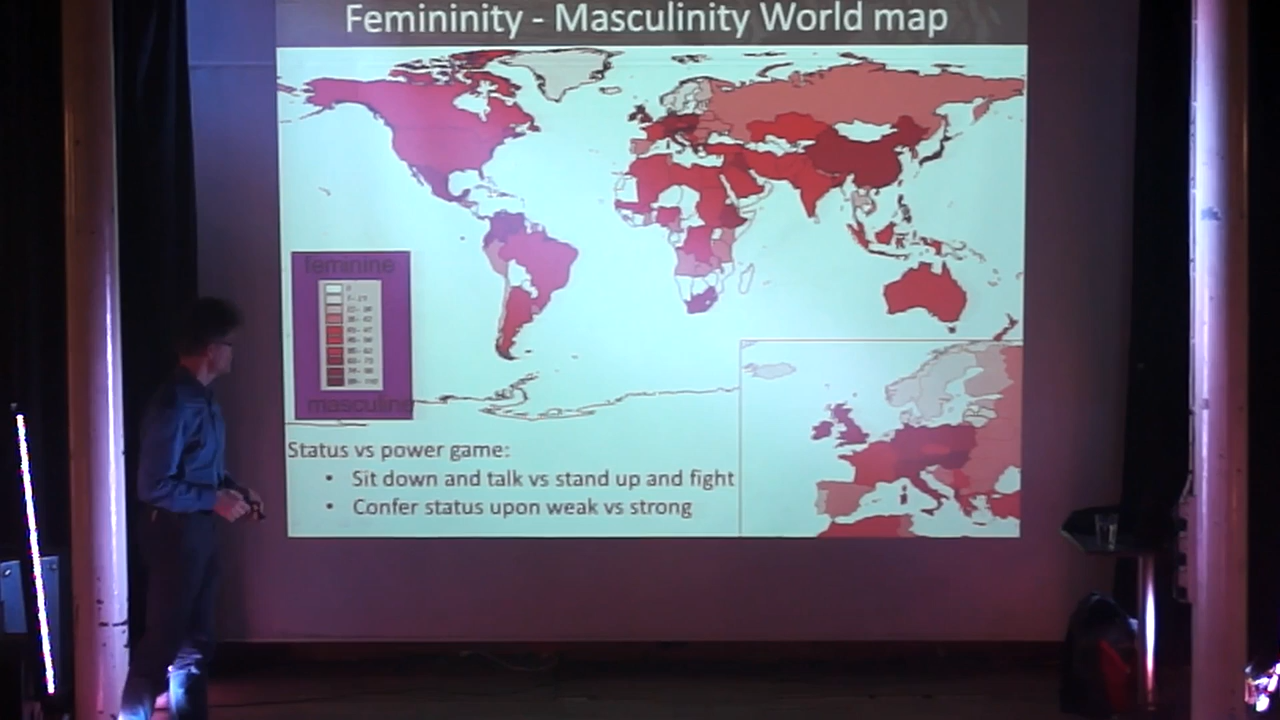 Femininity - Masculinity World map
feminine
masculine
Status vs power game:
• Sit down and talk vs stand up and fight
• Confer status upon weak vs strong